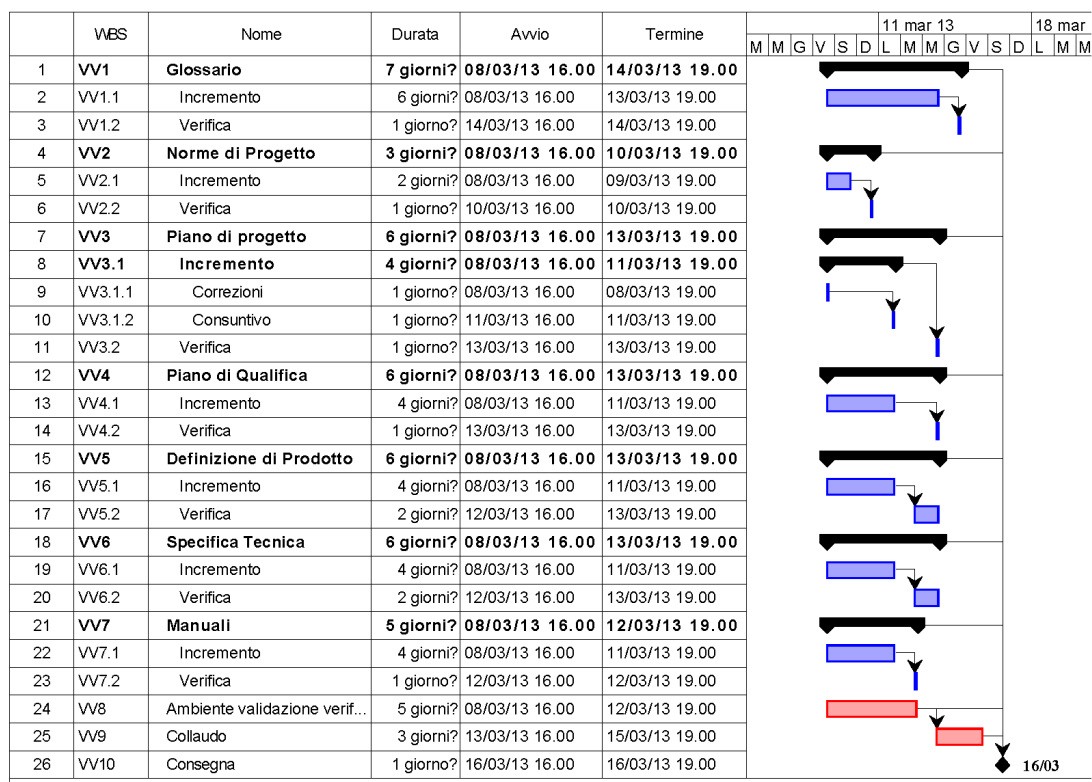 11 mar 13 18 mar
WBS Nome Durata Avvio Termine
M M G V S D L M M G V S D L M M
1 VV1 Glossario 7 giorni? 08/03/13 16.00 14/03/13 19.00
2 VV1.1 Incremento 6 giorni? 08/03/13 16.00 13/03/13 19.00
3 VV1.2 Verifica 1 giorno? 14/03/13 16.00 14/03/13 19.00
4 VV2 Norme di Progetto 3 giorni? 08/03/13 16.00 10/03/13 19.00
5 VV2.1 Incremento 2 giorni? 08/03/13 16.00 09/03/13 19.00
6 VV2.2 Verifica 1 giorno? 10/03/13 16.00 10/03/13 19.00
7 VV3 Piano di progetto 6 giorni? 08/03/13 16.00 13/03/13 19.00
8 VV3.1 Incremento 4 giorni? 08/03/13 16.00 11/03/13 19.00
9 VV3.1.1 Correzioni 1 giorno? 08/03/13 16.00 08/03/13 19.00
10 VV3.1.2 Consuntivo 1 giorno? 11/03/13 16.00 11/03/13 19.00
11 VV3.2 Verifica 1 giorno? 13/03/13 16.00 13/03/13 19.00
12 VV4 Piano di Qualifica 6 giorni? 08/03/13 16.00 13/03/13 19.00
13 VV4.1 Incremento 4 giorni? 08/03/13 16.00 11/03/13 19.00
14 VV4.2 Verifica 1 giorno? 13/03/13 16.00 13/03/13 19.00
15 VV5 Definizione di Prodotto 6 giorni? 08/03/13 16.00 13/03/13 19.00
16 VV5.1 Incremento 4 giorni? 08/03/13 16.00 11/03/13 19.00
17 VV5.2 Verifica 2 giorni? 12/03/13 16.00 13/03/13 19.00
18 VV6 Specifica Tecnica 6 giorni? 08/03/13 16.00 13/03/13 19.00
19 VV6.1 Incremento 4 giorni? 08/03/13 16.00 11/03/13 19.00
20 VV6.2 Verifica 2 giorni? 12/03/13 16.00 13/03/13 19.00
21 VV7 Manuali 5 giorni? 08/03/13 16.00 12/03/13 19.00
22 VV7.1 Incremento 4 giorni? 08/03/13 16.00 11/03/13 19.00
23 VV7.2 Verifica 1 giorno? 12/03/13 16.00 12/03/13 19.00
24 VV8 Ambiente validazione verif... 5 giorni? 08/03/13 16.00 12/03/13 19.00
25 VV9 Collaudo 3 giorni? 13/03/13 16.00 15/03/13 19.00
26 VV10 Consegna 1 giorno? 16/03/13 16.00 16/03/13 19.00 16/03